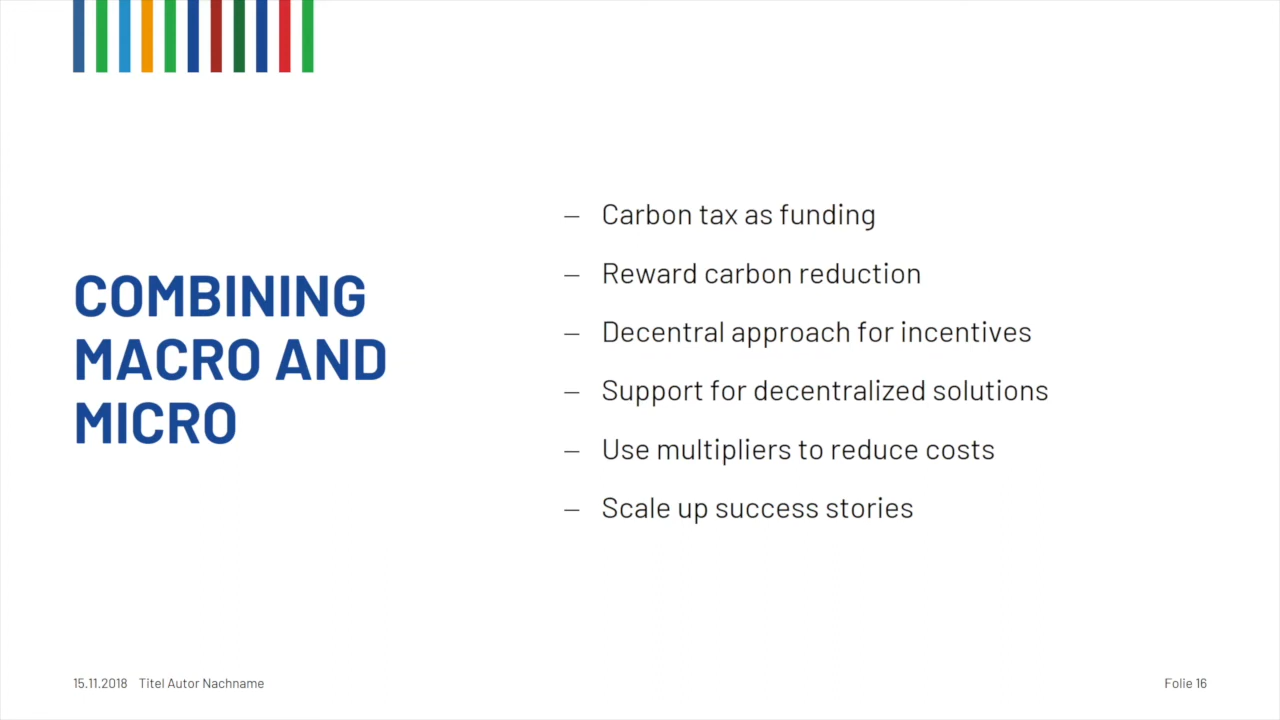 COMBINING
MACRO AND
MICRO
– Carbon tax as funding
– Reward carbon reduction
– Decentral approach for incentives
– Support for decentralized solutions
– Use multipliers to reduce costs
– Scale up success stories
15.11.2018 Titel Autor Nachname
Folie 16